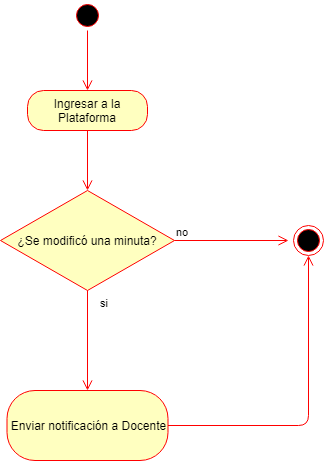 Ingresar a la
Plataforma
¿Se modificó una minuta?
no
si
Enviar notificación a Docente